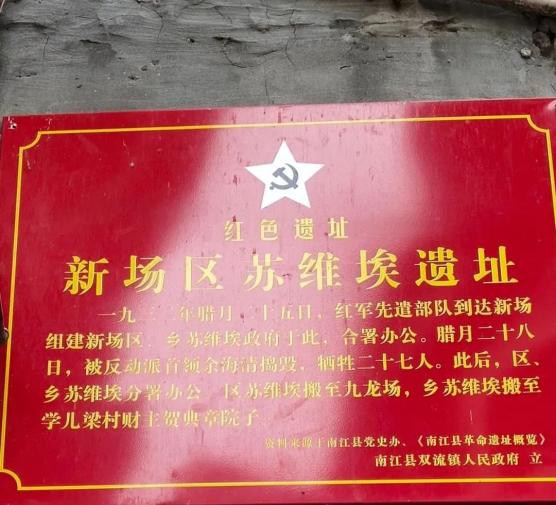 红色遗址
新场区苏维埃遗址
一九三二年腊月二十五日，红军先遣部队到达新场
组建新场区、乡苏维埃政府于此，合署办公。腊月二十八
日，被反动派首领余海清捣毁，牺牲二十七人。此后，区、
乡苏维埃分署办公 区苏维埃搬至九龙场，乡苏维埃搬至
学儿梁村财主贺典章院子
资料来源于南江县党史办、《南江县革命遗址概览》
南江县双流镇人民政府 立